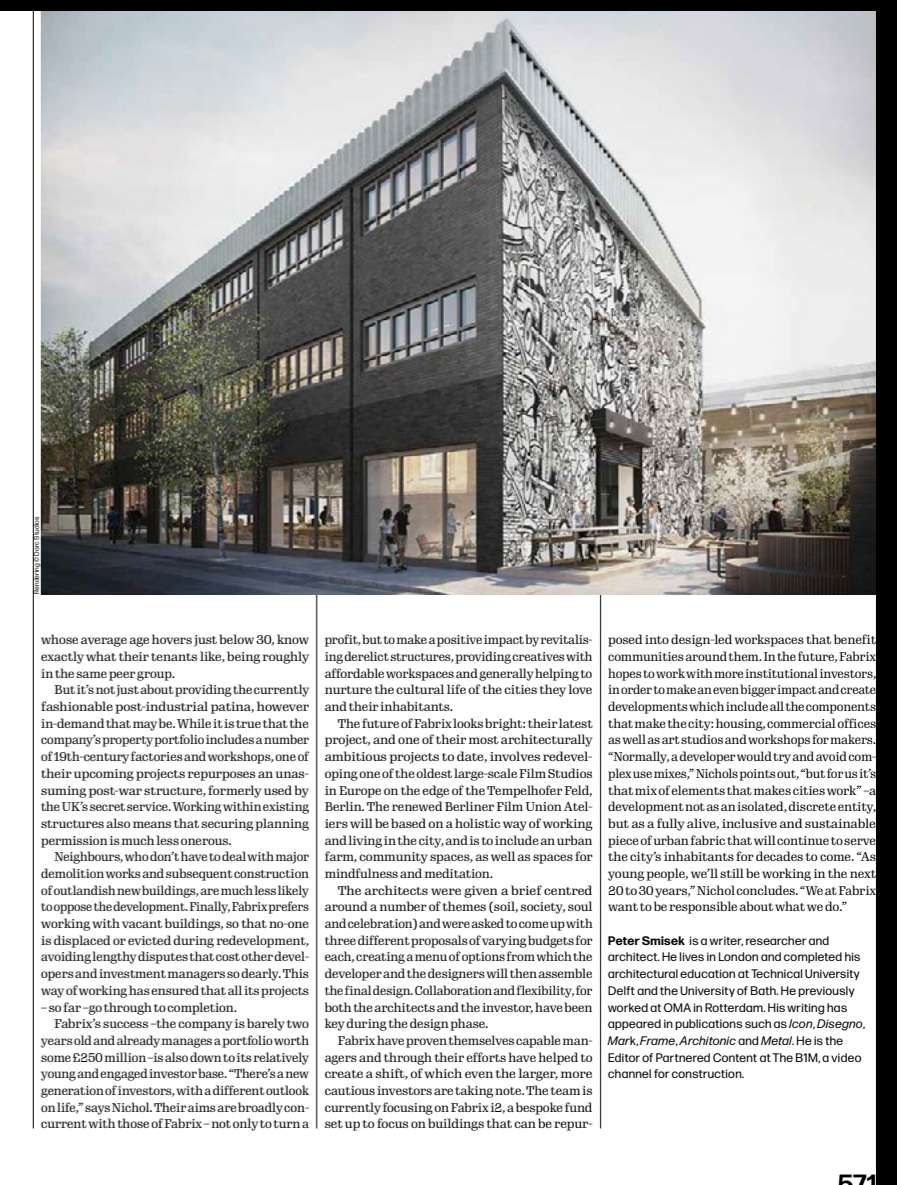 Rendering © Darc Studios
whose average age hovers just below 30, know
exactly what their tenants like, being roughly
in the same peer group.
But it's not just about providing the currently
fashionable post-industrial patina, however
in-demand that may be. While it is true that the
company's property portfolio includes a number
of 19th-century factories and workshops, one of
their upcoming projects repurposes an unas-
suming post-war structure, formerly used by
the UK's secret service. Working within existing
structures also means that securing planning
permission is much less onerous.
Neighbours, who don't have to deal with major
demolition works and subsequent construction
of outlandish new buildings, are much less likely
to oppose the development. Finally, Fabrix prefers
working with vacant buildings, so that no-one
is displaced or evicted during redevelopment,
avoiding lengthy disputes that cost other devel-
opers and investment managers so dearly. This
way of working has ensured that all its projects
– so far – go through to completion.
Fabrix's success – the company is barely two
years old and already manages a portfolio worth
some £250 million – is also down to its relatively
young and engaged investor base. “There's a new
generation of investors, with a different outlook
on life,” says Nichol. Their aims are broadly con-
current with those of Fabrix – not only to turn a
profit, but to make a positive impact by revitalis-
ing derelict structures, providing creatives with
affordable workspaces and generally helping to
nurture the cultural life of the cities they love
and their inhabitants.
The future of Fabrix looks bright: their latest
project, and one of their most architecturally
ambitious projects to date, involves redevel-
oping one of the oldest large-scale Film Studios
in Europe on the edge of the Tempelhofer Feld,
Berlin. The renewed Berliner Film Union Atel-
iers will be based on a holistic way of working
and living in the city, and is to include an urban
farm, community spaces, as well as spaces for
mindfulness and meditation.
The architects were given a brief centred
around a number of themes (soil, society, soul
and celebration) and were asked to come up with
three different proposals of varying budgets for
each, creating a menu of options from which the
developer and the designers will then assemble
the final design. Collaboration and flexibility, for
both the architects and the investor, have been
key during the design phase.
Fabrix have proven themselves capable man-
agers and through their efforts have helped to
create a shift, of which even the larger, more
cautious investors are taking note. The team is
currently focusing on Fabrix i2, a bespoke fund
set up to focus on buildings that can be repur-
posed into design-led workspaces that benefit
communities around them. In the future, Fabrix
hopes to work with more institutional investors,
in order to make an even bigger impact and create
developments which include all the components
that make the city: housing, commercial offices
as well as art studios and workshops for makers.
“Normally, a developer would try and avoid com-
plex use mixes,” Nichols points out, “but for us it's
that mix of elements that makes cities work” – a
development not as an isolated, discrete entity,
but as a fully alive, inclusive and sustainable
piece of urban fabric that will continue to serve
the city's inhabitants for decades to come. “As
young people, we'll still be working in the next
20 to 30 years,” Nichol concludes. “We at Fabrix
want to be responsible about what we do.”
Peter Smisek is a writer, researcher and
architect. He lives in London and completed his
architectural education at Technical University
Delft and the University of Bath. He previously
worked at OMA in Rotterdam. His writing has
appeared in publications such as Icon, Disegno,
Mark, Frame, Architonic and Metal. He is the
Editor of Partnered Content at The B1M, a video
channel for construction.
571